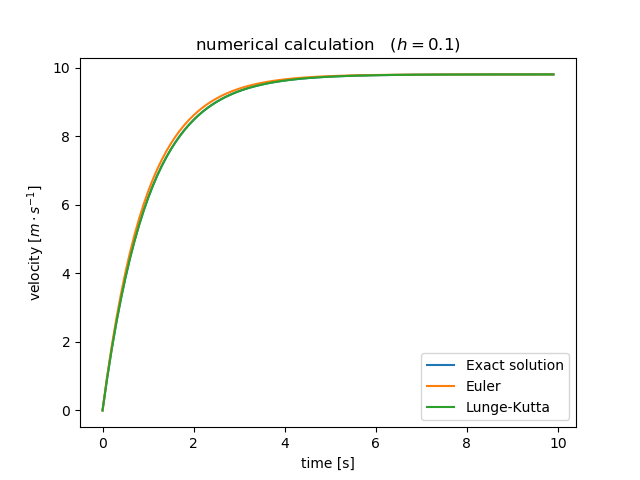 numerical calculation (h = 0.1)
10
8
6
4
2
0
velocity [m · s⁻¹]
Exact solution
Euler
Lunge-Kutta
0 2 4 6 8 10
time [s]